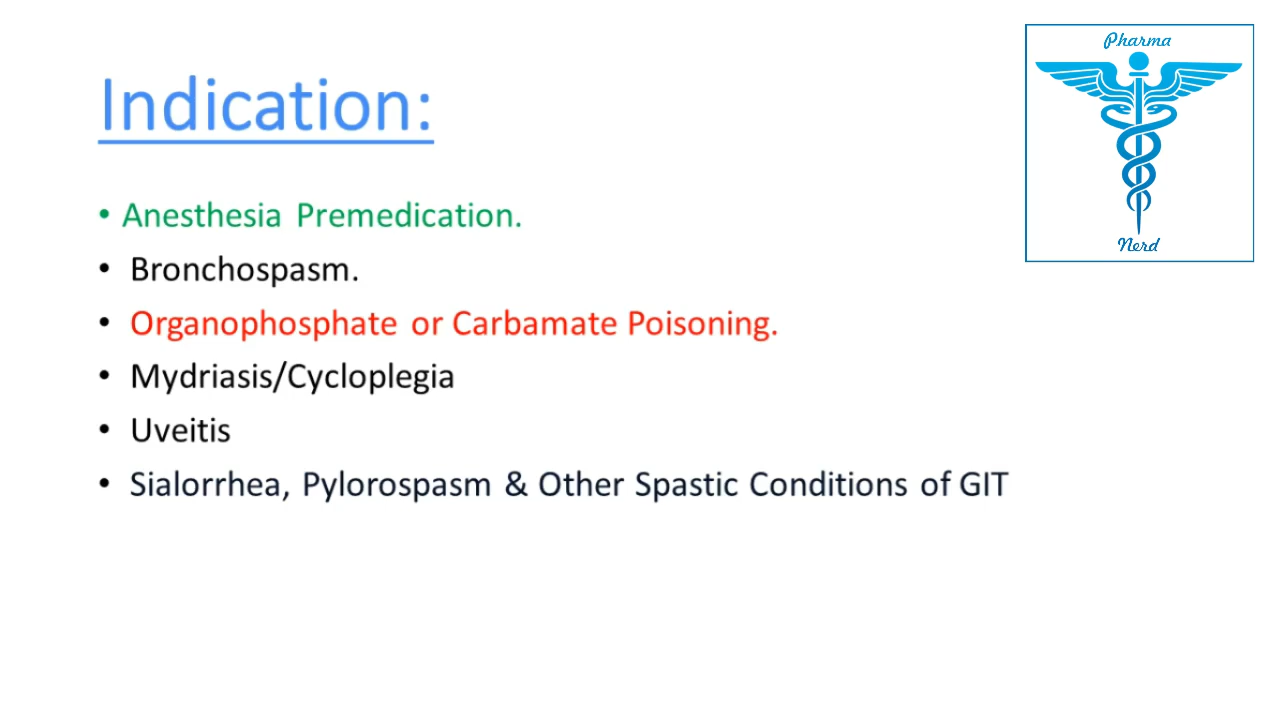 Pharma
Indication:
• Anesthesia Premedication.
Nerd
• Bronchospasm.
• Organophosphate or Carbamate Poisoning.
• Mydriasis/Cycloplegia
• Uveitis
• Sialorrhea, Pylorospasm & Other Spastic Conditions of GIT